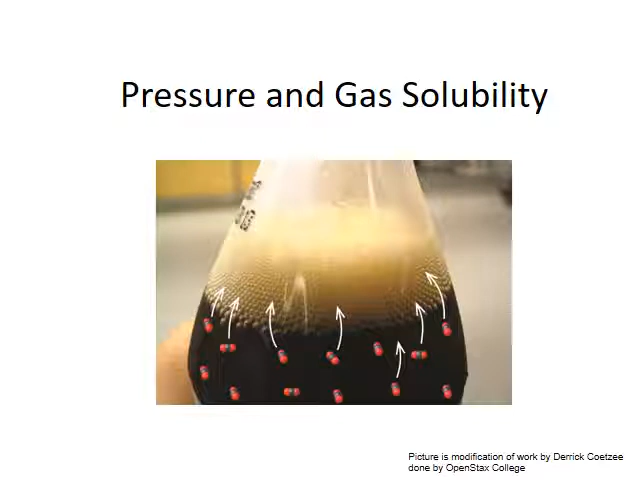 Pressure and Gas Solubility
Picture is modification of work by Derrick Coetzee
done by OpenStax College